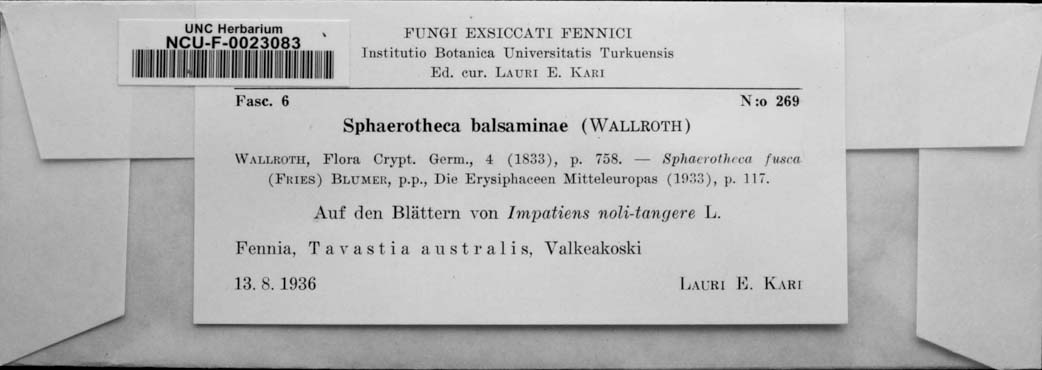 UNC Herbarium
NCU-F-0023083
FUNGI EXSICCATI FENNICI
Institutio Botanica Universitatis Turkuensis
Ed. cur. LAURI E. KARI
Fasc. 6 N:o 269
Sphaerotheca balsaminae (WALLROTH)
WALLROTH, Flora Crypt. Germ., 4 (1833), p. 758. — Sphaerotheca fusca
(FRIES) BLUMER, p.p., Die Erysiphaceen Mitteleuropas (1933), p. 117.
Auf den Blättern von Impatiens noli-tangere L.
Fennia, Tavastia australis, Valkeakoski
13. 8. 1936 LAURI E. KARI